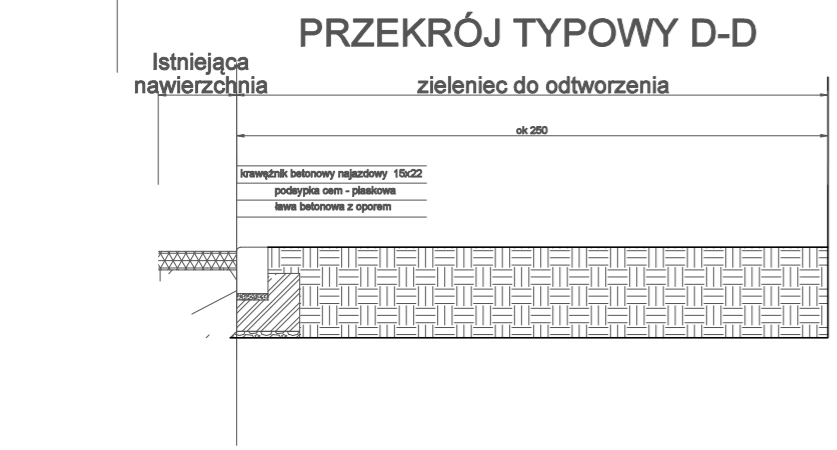 PRZEKRÓJ TYPOWY D-D
Istniejąca
nawierzchnia
zieleniec do odtworzenia
ok 250
krawężnik betonowy najazdowy 15x22
podsypka cem - piaskowa
ława betonowa z oporem